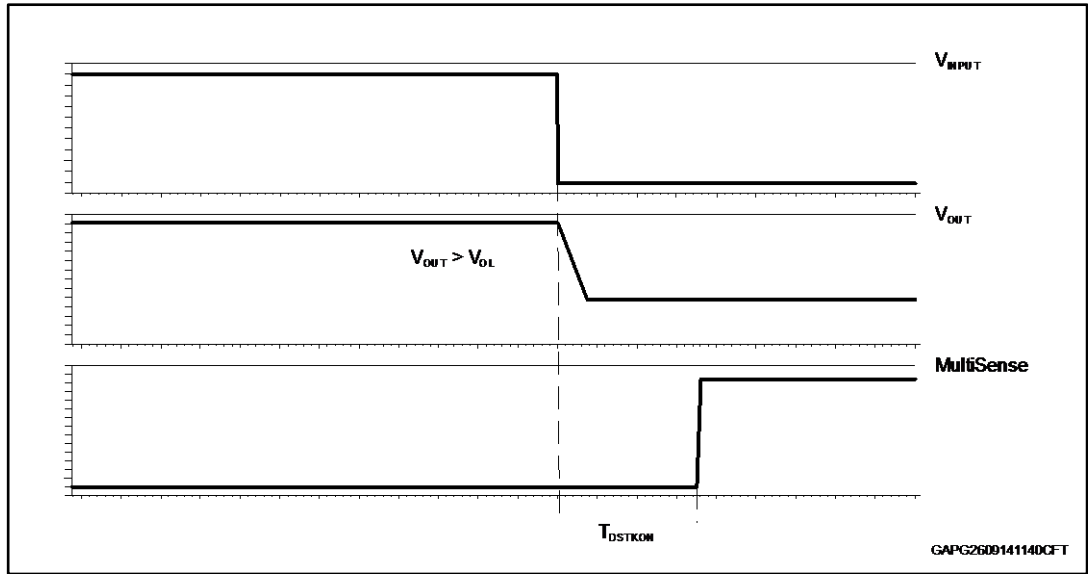 VINPUT
VOUT
VOUT > VOL
MultiSense
TDSTKON
GAPG2609141140CFT